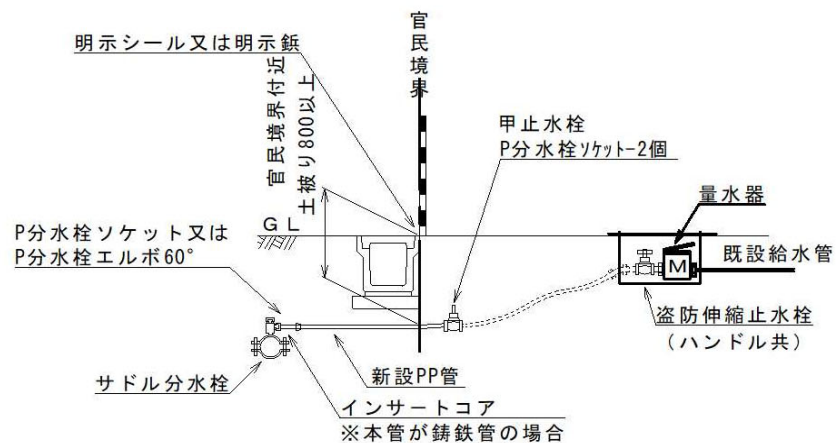 明示シール又は明示鋲
官民境界
官民境界付近
土被り800以上
甲止水栓
P分水栓ソケット-2個
量水器
GL
P分水栓ソケット又は
P分水栓エルボ60°
M
既設給水管
盗防伸縮止水栓
（ハンドル共）
サドル分水栓
新設PP管
インサートコア
※本管が鋳鉄管の場合